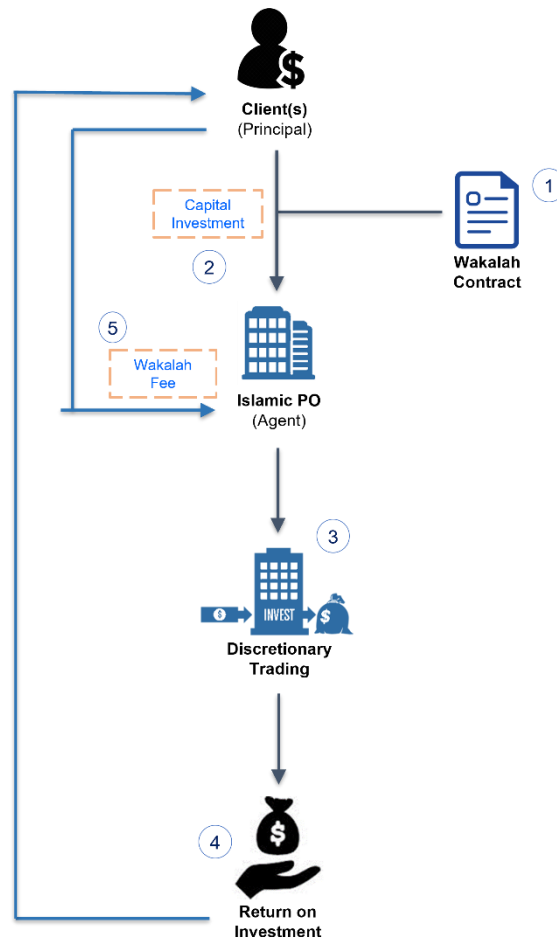 $
Client(s)
(Principal)
1
Capital
Investment
Wakalah
Contract
2
5
Wakalah
Fee
Islamic PO
(Agent)
3
$
INVEST
$
Discretionary
Trading
4
$
Return on
Investment